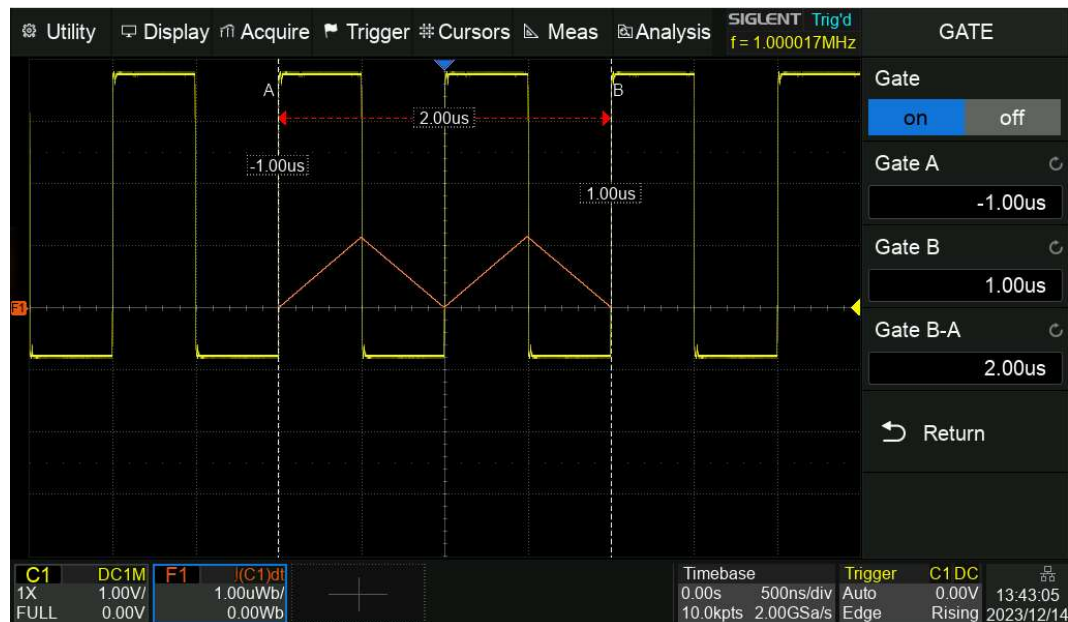 Utility Display Acquire Trigger Cursors Meas Analysis SIGLENT Trig'd GATE
f = 1.000017MHz
Gate
A B
2.00us on off
-1.00us Gate A
1.00us -1.00us
Gate B
F1 1.00us
Gate B-A
2.00us
Return
C1 DC1M F1 ∫(C1)dt Timebase Trigger C1 DC
1X 1.00V/ 1.00uWb/ 0.00s 500ns/div Auto 0.00V 13:43:05
FULL 0.00V 0.00Wb 10.0kpts 2.00GSa/s Edge Rising 2023/12/14